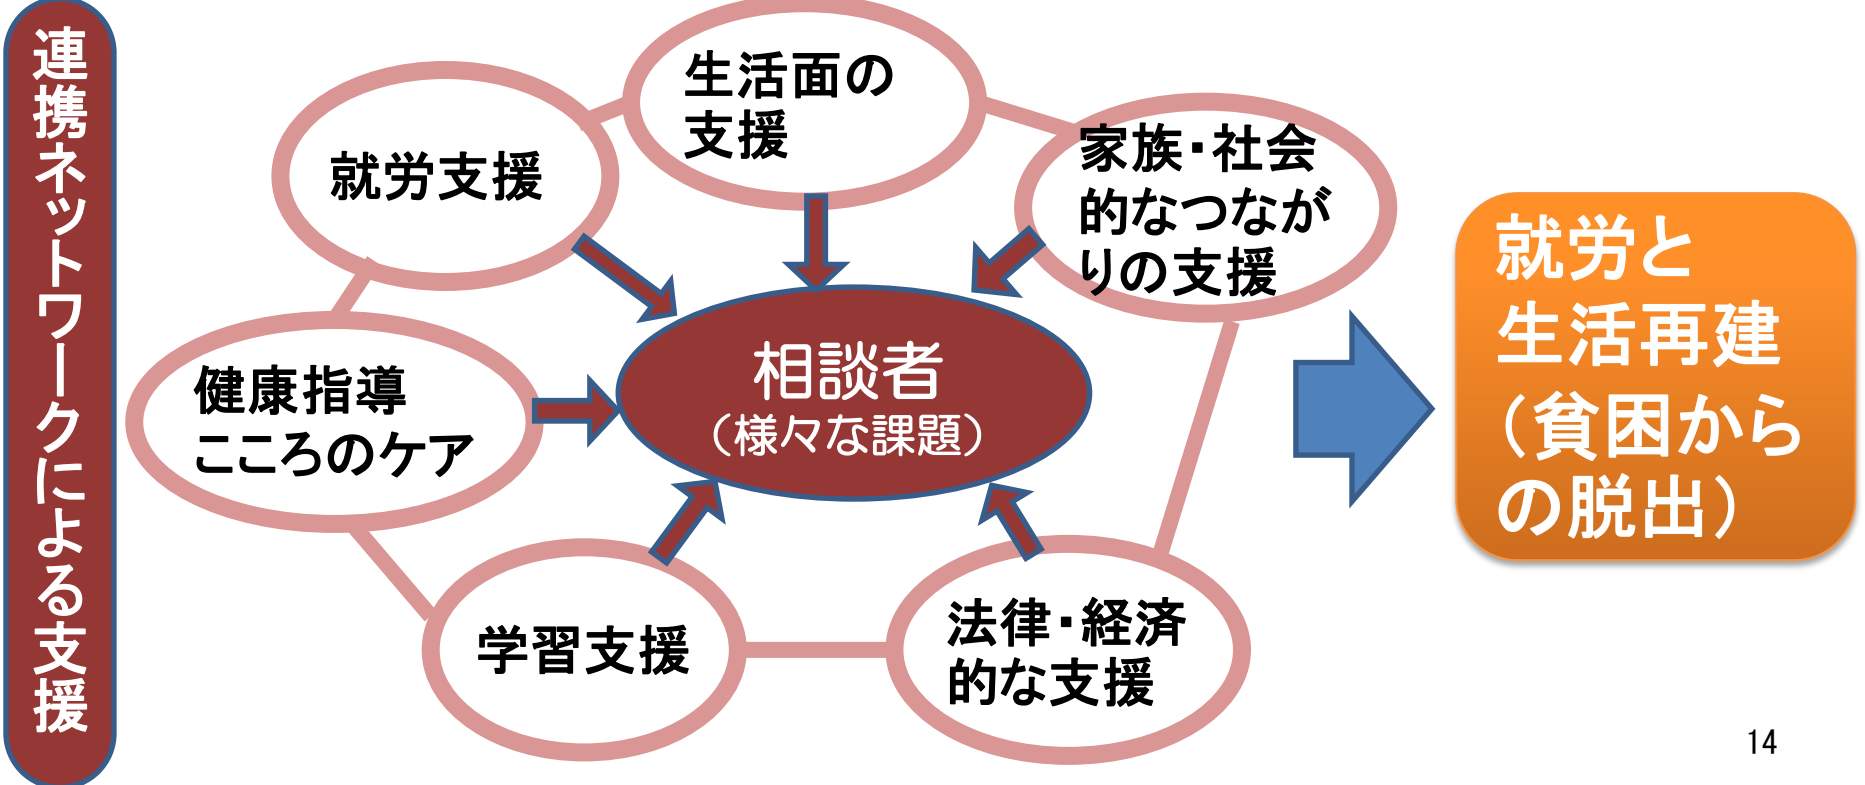 連携ネットワークによる支援
生活面の
支援
就労支援
家族・社会
的なつなが
りの支援
健康指導
こころのケア
相談者
（様々な課題）
学習支援
法律・経済
的な支援
就労と
生活再建
（貧困から
の脱出）
14